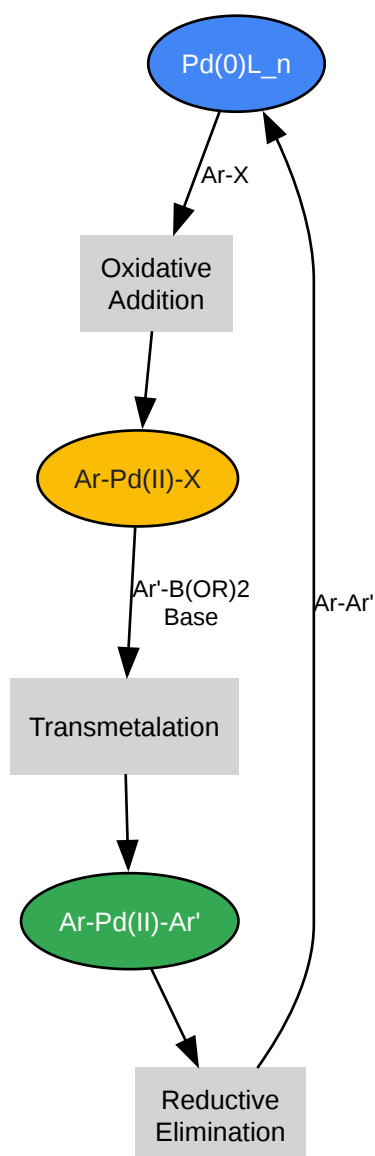 Pd(0)L_n
Ar-X
Oxidative
Addition
Ar-Pd(II)-X
Ar'-B(OR)2
Base
Ar-Ar'
Transmetalation
Ar-Pd(II)-Ar'
Reductive
Elimination